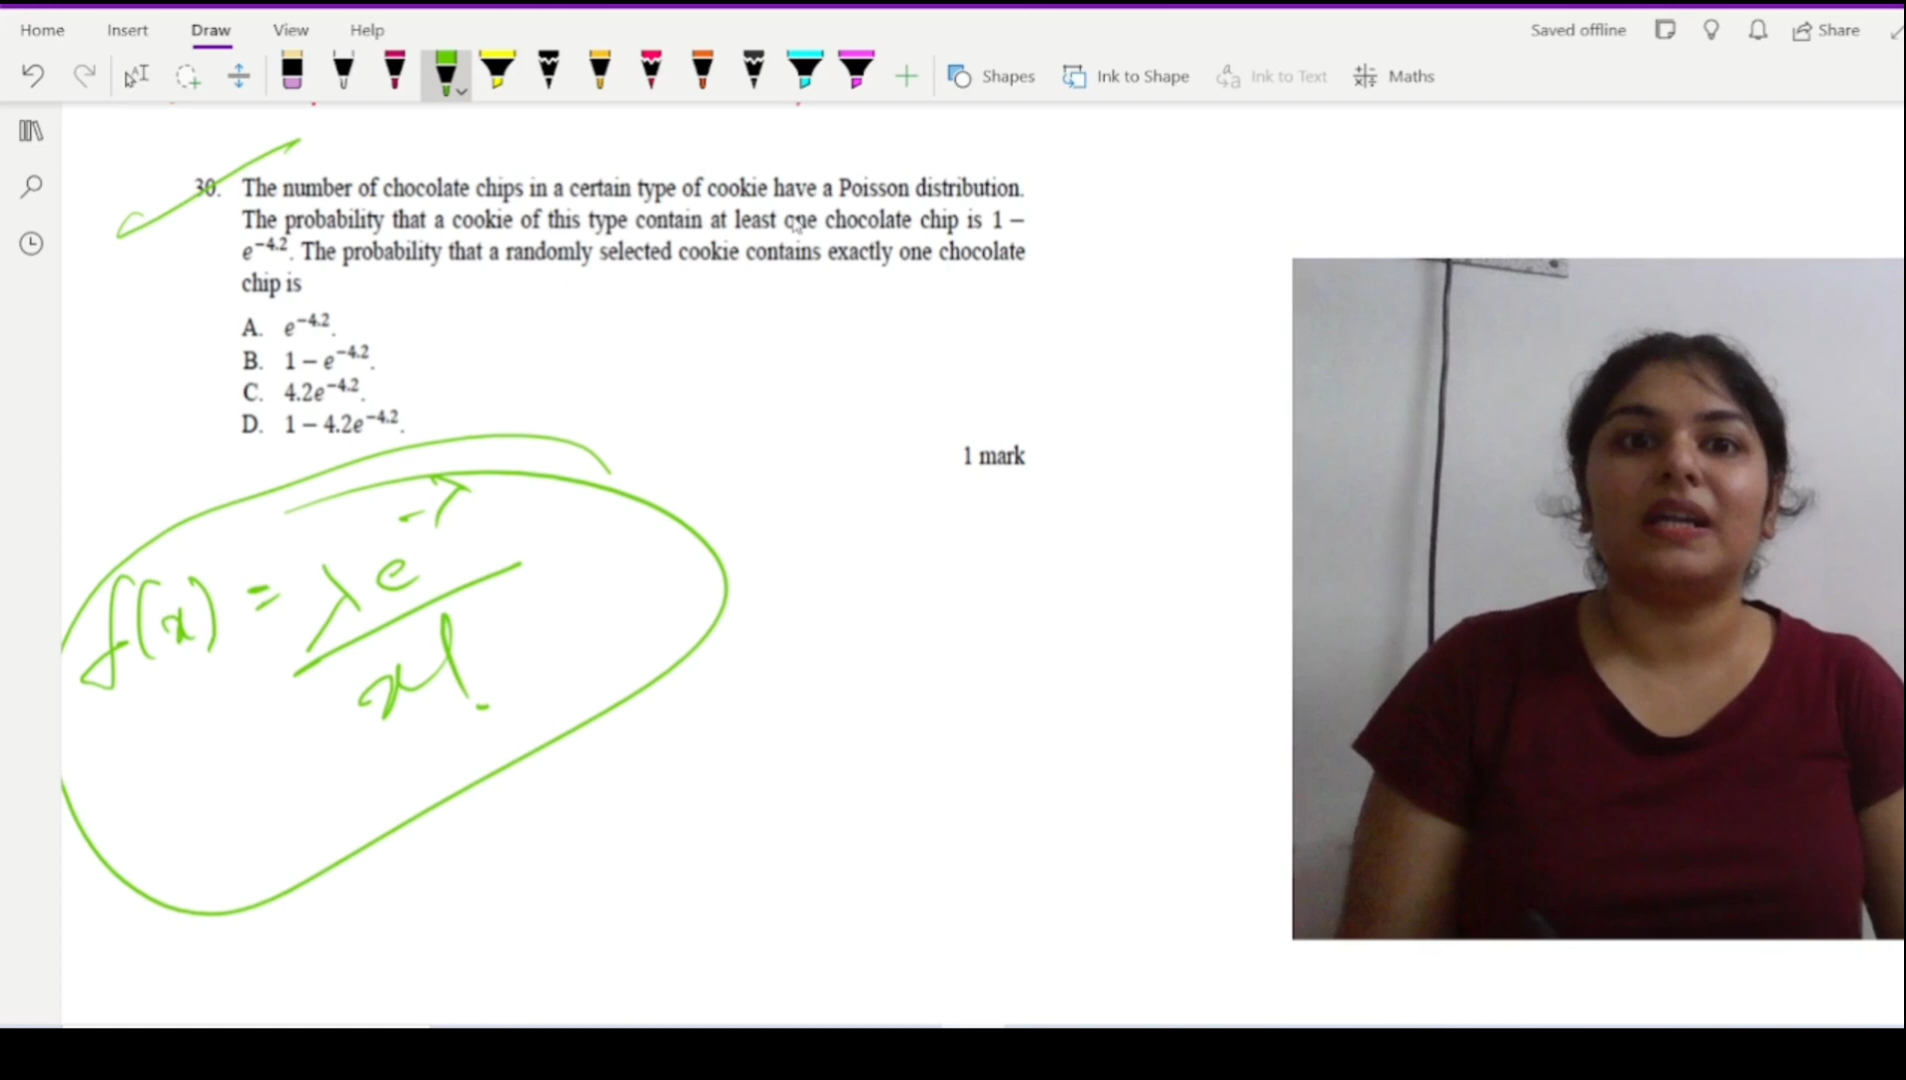 Home Insert Draw View Help Saved offline Share
Shapes Ink to Shape Ink to Text Maths
30. The number of chocolate chips in a certain type of cookie have a Poisson distribution.
The probability that a cookie of this type contain at least one chocolate chip is 1 –
e^−4.2. The probability that a randomly selected cookie contains exactly one chocolate
chip is
A. e^−4.2.
B. 1 – e^−4.2.
C. 4.2e^−4.2.
D. 1 – 4.2e^−4.2.
1 mark
f(x) = λ e^-λ
x!